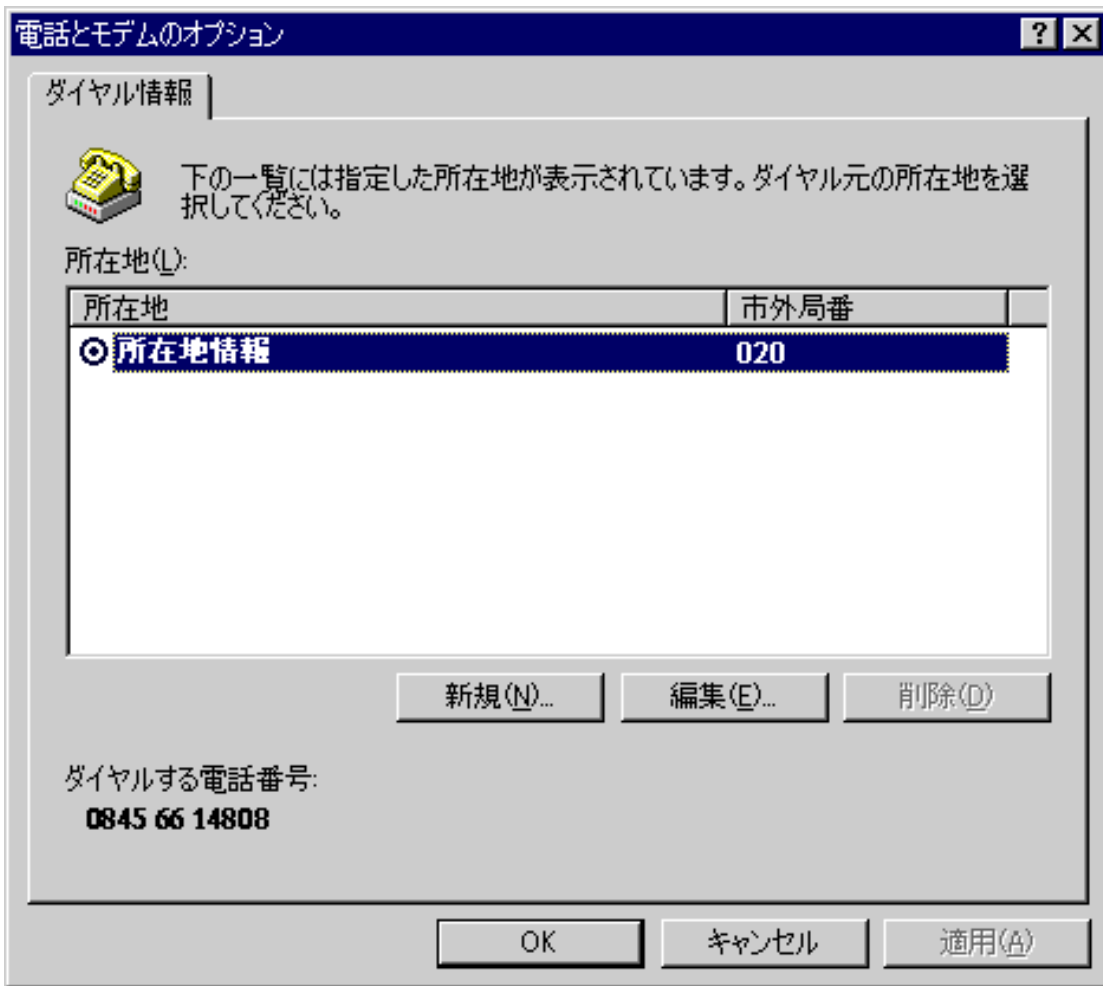 電話とモデムのオプション
ダイヤル情報
下の一覧には指定した所在地が表示されています。ダイヤル元の所在地を選
択してください。
所在地(L):
所在地 市外局番
所在地情報 020
新規(N)... 編集(E)... 削除(D)
ダイヤルする電話番号:
0845 66 14808
OK キャンセル 適用(A)